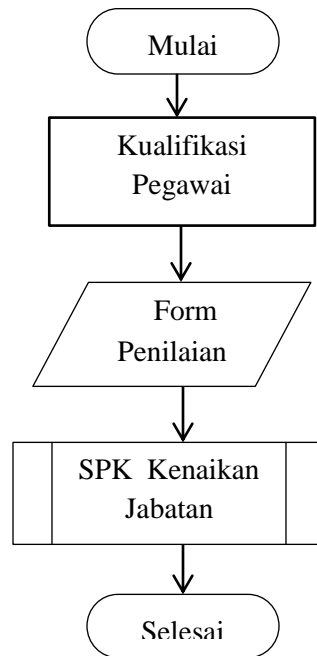 Mulai
Kualifikasi
Pegawai
Form
Penilaian
SPK Kenaikan
Jabatan
Selesai